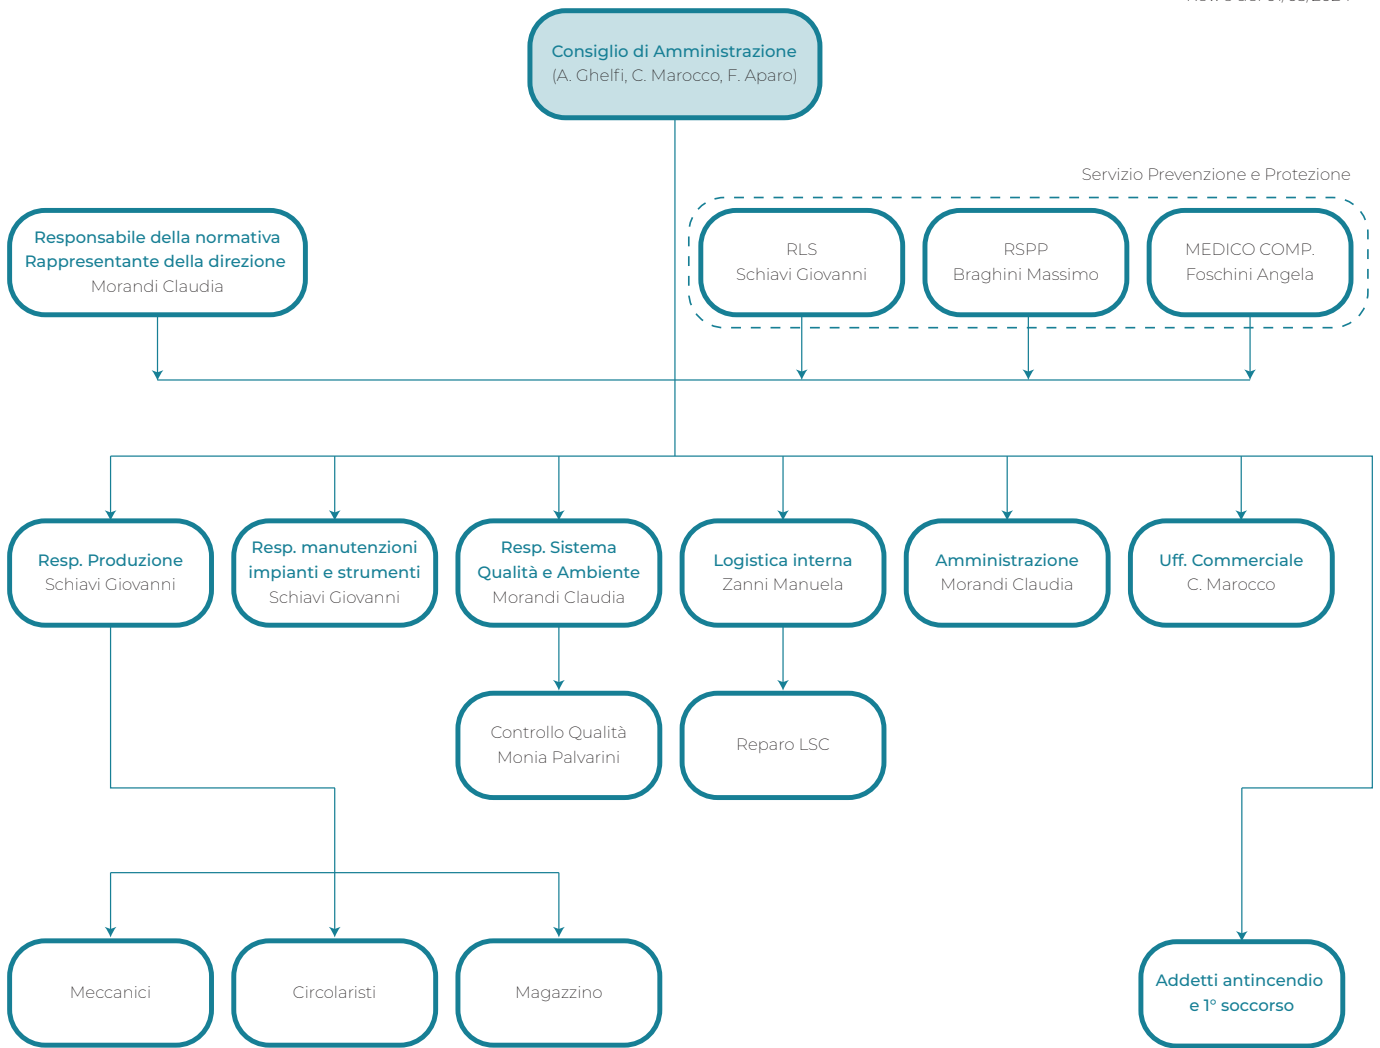 Consiglio di Amministrazione
(A. Ghelfi, C. Marocco, F. Aparo)
Servizio Prevenzione e Protezione
Responsabile della normativa
Rappresentante della direzione
Morandi Claudia
RLS
Schiavi Giovanni
RSPP
Braghini Massimo
MEDICO COMP.
Foschini Angela
Resp. Produzione
Schiavi Giovanni
Resp. manutenzioni
impianti e strumenti
Schiavi Giovanni
Resp. Sistema
Qualità e Ambiente
Morandi Claudia
Logistica interna
Zanni Manuela
Amministrazione
Morandi Claudia
Uff. Commerciale
C. Marocco
Controllo Qualità
Monia Palvarini
Reparo LSC
Meccanici
Circolaristi
Magazzino
Addetti antincendio
e 1° soccorso